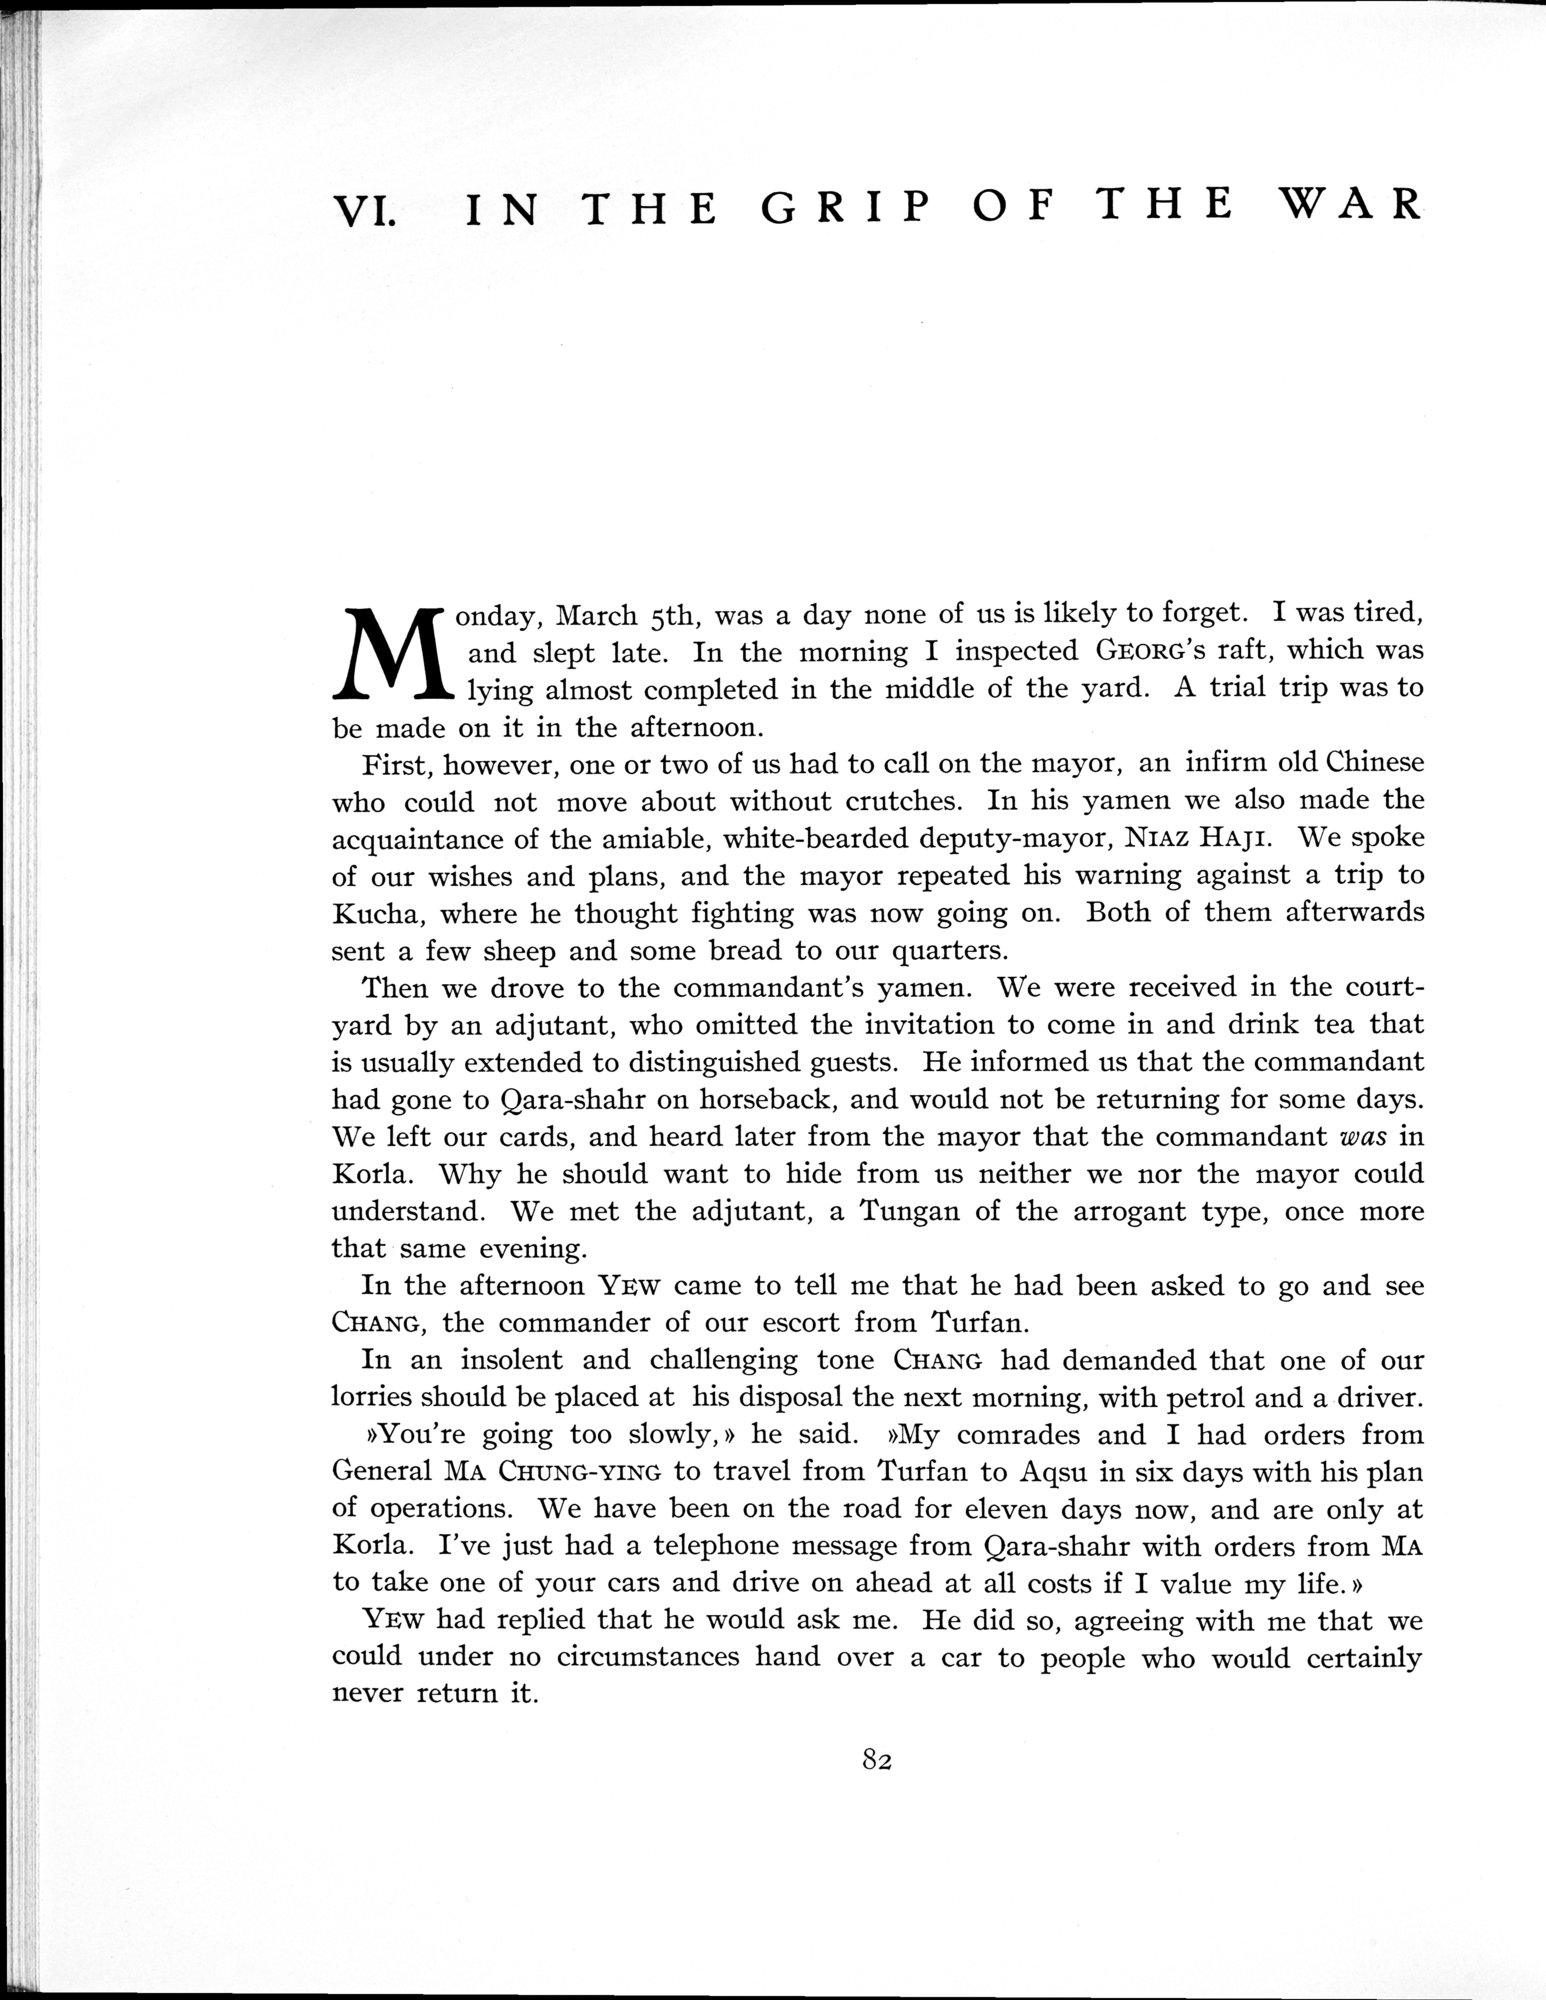 VI. IN THE GRIP OF THE WAR
Monday, March 5th, was a day none of us is likely to forget. I was tired,
and slept late. In the morning I inspected GEORG's raft, which was
lying almost completed in the middle of the yard. A trial trip was to
be made on it in the afternoon.
First, however, one or two of us had to call on the mayor, an infirm old Chinese
who could not move about without crutches. In his yamen we also made the
acquaintance of the amiable, white-bearded deputy-mayor, NIAZ HAJI. We spoke
of our wishes and plans, and the mayor repeated his warning against a trip to
Kucha, where he thought fighting was now going on. Both of them afterwards
sent a few sheep and some bread to our quarters.
Then we drove to the commandant's yamen. We were received in the court-
yard by an adjutant, who omitted the invitation to come in and drink tea that
is usually extended to distinguished guests. He informed us that the commandant
had gone to Qara-shahr on horseback, and would not be returning for some days.
We left our cards, and heard later from the mayor that the commandant was in
Korla. Why he should want to hide from us neither we nor the mayor could
understand. We met the adjutant, a Tungan of the arrogant type, once more
that same evening.
In the afternoon YEW came to tell me that he had been asked to go and see
CHANG, the commander of our escort from Turfan.
In an insolent and challenging tone CHANG had demanded that one of our
lorries should be placed at his disposal the next morning, with petrol and a driver.
»You're going too slowly,» he said. »My comrades and I had orders from
General MA CHUNG-YING to travel from Turfan to Aqsu in six days with his plan
of operations. We have been on the road for eleven days now, and are only at
Korla. I've just had a telephone message from Qara-shahr with orders from MA
to take one of your cars and drive on ahead at all costs if I value my life.»
YEW had replied that he would ask me. He did so, agreeing with me that we
could under no circumstances hand over a car to people who would certainly
never return it.
82